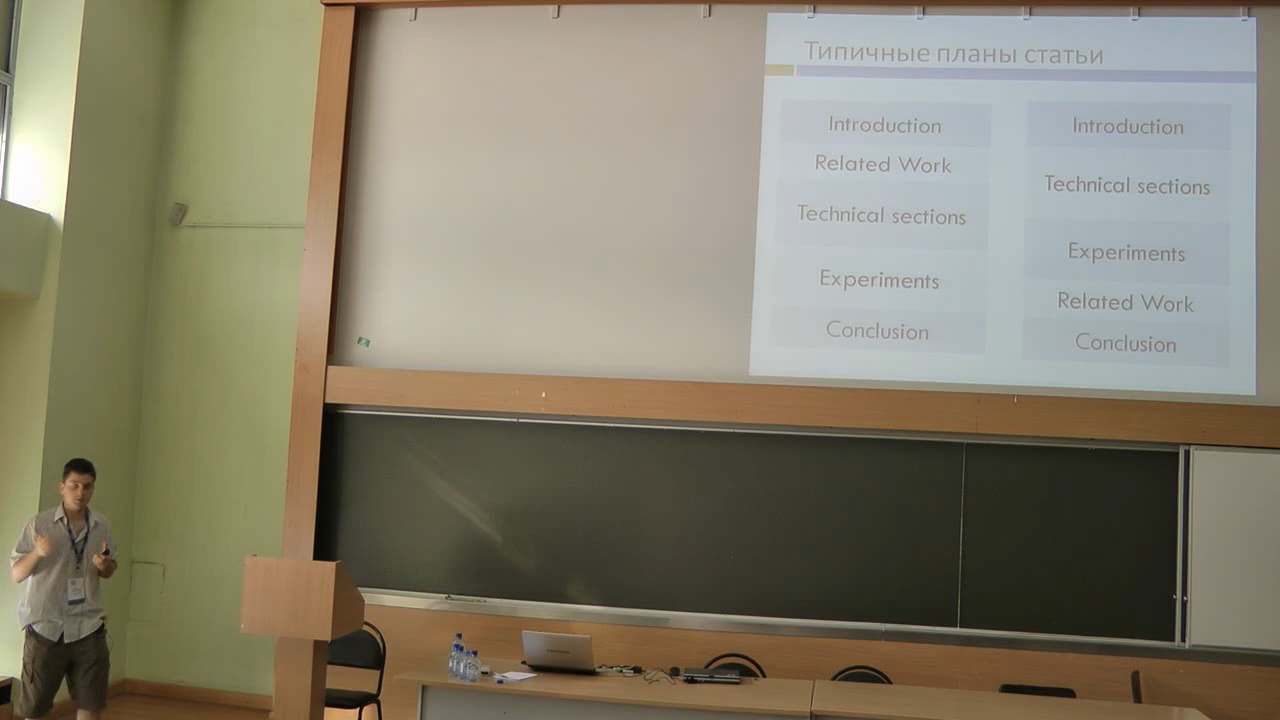 Типичные планы статьи
Introduction
Related Work
Technical sections
Experiments
Conclusion
Introduction
Technical sections
Experiments
Related Work
Conclusion